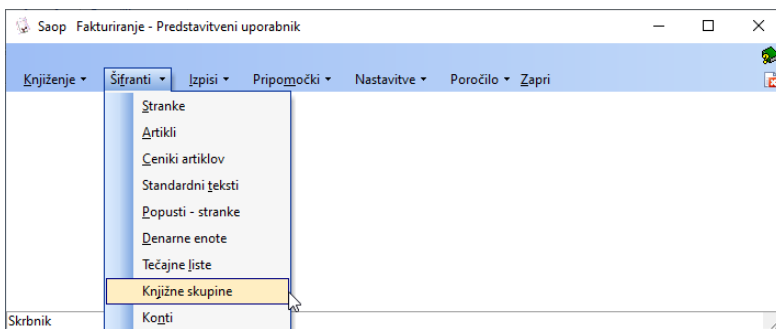 Saop Fakturiranje - Predstavitveni uporabnik
Knjiženje Šifranti Izpisi Pripomočki Nastavitve Poročilo Zapri
Stranke
Artikli
Ceniki artiklov
Standardni teksti
Popusti - stranke
Denarne enote
Tečajne liste
Knjižne skupine
Konti
Skrbnik